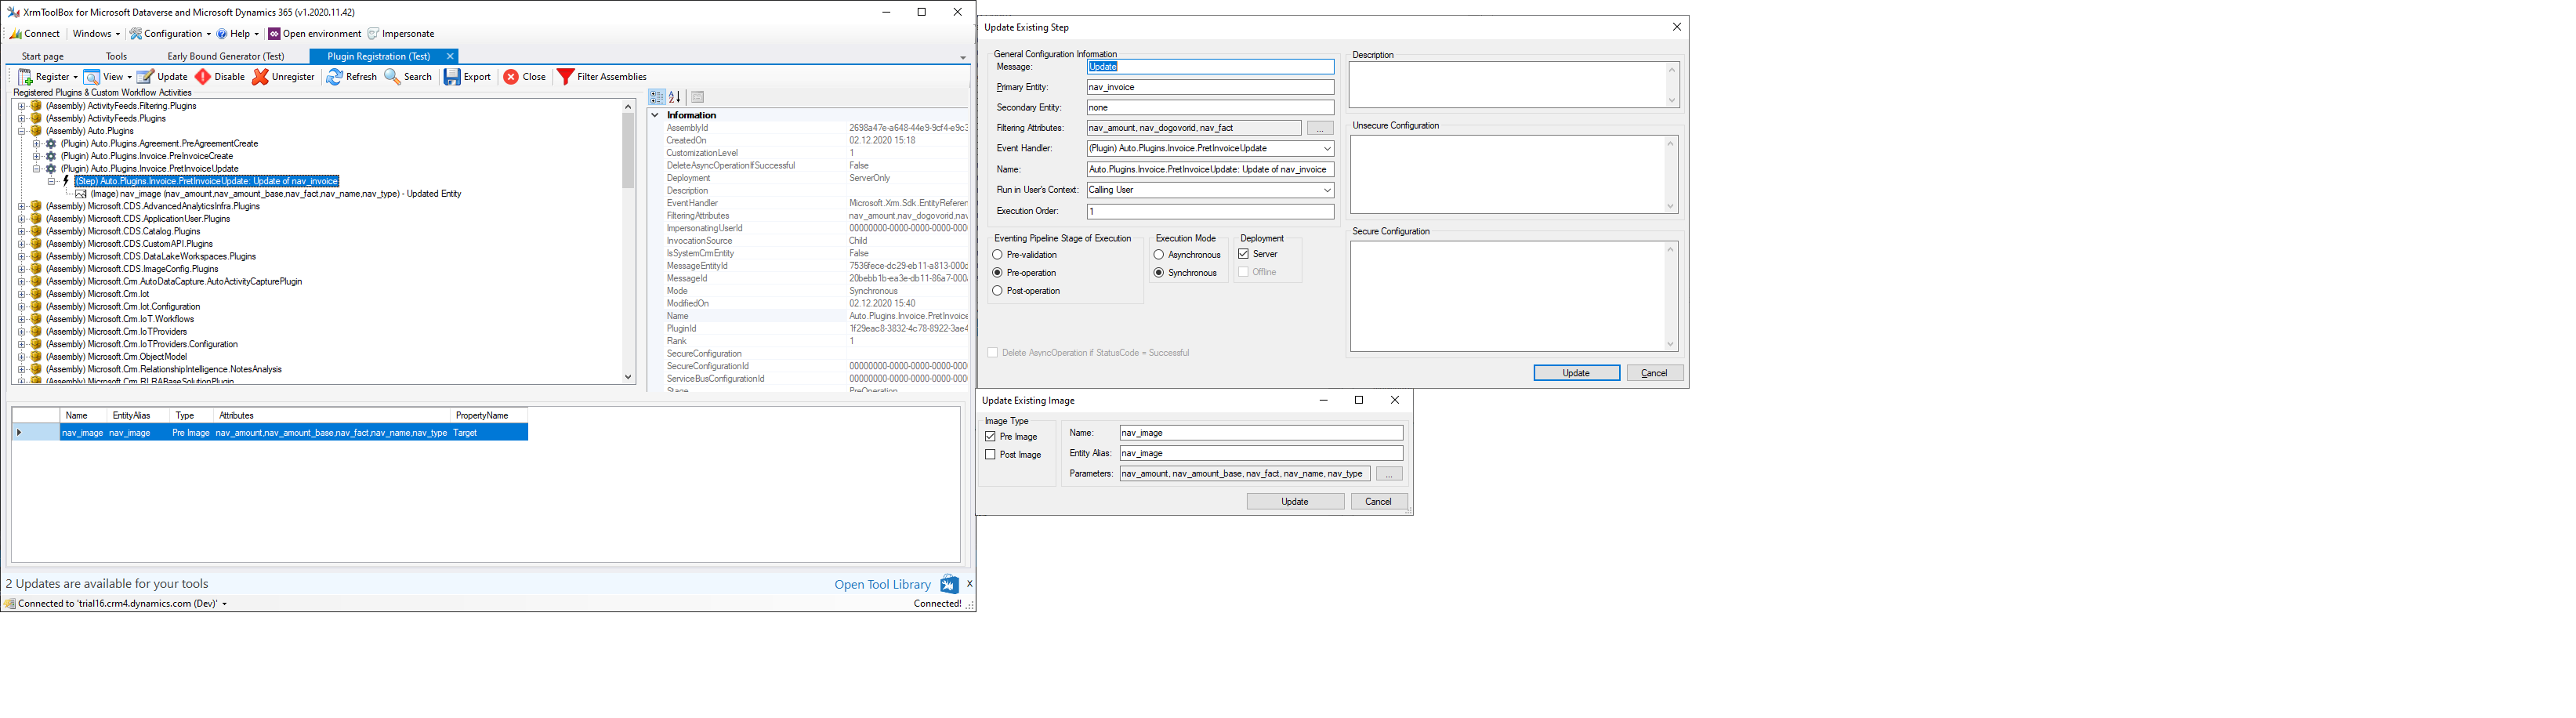 XrmToolBox for Microsoft Dataverse and Microsoft Dynamics 365 (v1.2020.11.42)
Connect Windows Configuration Help Open environment Impersonate
Start page Tools Early Bound Generator (Test) Plugin Registration (Test)
Register View Update Disable Unregister Refresh Search Export Close Filter Assemblies
Registered Plugins & Custom Workflow Activities
(Assembly) ActivityFeeds.Filtering.Plugins
(Assembly) ActivityFeeds.Plugins
(Assembly) Auto.Plugins
(Plugin) Auto.Plugins.Agreement.PreAgreementCreate
(Plugin) Auto.Plugins.Invoice.PreInvoiceCreate
(Plugin) Auto.Plugins.Invoice.PretInvoiceUpdate
(Step) Auto.Plugins.Invoice.PretInvoiceUpdate: Update of nav_invoice
(Image) nav_image (nav_amount,nav_amount_base,nav_fact,nav_name,nav_type) - Updated Entity
(Assembly) Microsoft.CDS.AdvancedAnalyticsInfra.Plugins
(Assembly) Microsoft.CDS.ApplicationUser.Plugins
(Assembly) Microsoft.CDS.Catalog.Plugins
(Assembly) Microsoft.CDS.CustomAPI.Plugins
(Assembly) Microsoft.CDS.DataLakeWorkspaces.Plugins
(Assembly) Microsoft.CDS.ImageConfig.Plugins
(Assembly) Microsoft.Crm.AutoDataCapture.AutoActivityCapturePlugin
(Assembly) Microsoft.Crm.Iot
(Assembly) Microsoft.Crm.Iot.Configuration
(Assembly) Microsoft.Crm.IoT.Workflows
(Assembly) Microsoft.Crm.IoTProviders
(Assembly) Microsoft.Crm.IoTProviders.Configuration
(Assembly) Microsoft.Crm.ObjectModel
(Assembly) Microsoft.Crm.RelationshipIntelligence.NotesAnalysis
(Assembly) Microsoft.Crm.RLRABaseSolutionPlugin
Information
AssemblyId 2698a47e-a648-44e9-9cf4-e9c3
CreatedOn 02.12.2020 15:18
CustomizationLevel 1
DeleteAsyncOperationIfSuccessful False
Deployment ServerOnly
Description
EventHandler Microsoft.Xrm.Sdk.EntityReferen
FilteringAttributes nav_amount,nav_dogovorid,nav
ImpersonatingUserId 00000000-0000-0000-0000-000
InvocationSource Child
IsSystemCrmEntity False
MessageEntityId 7536fece-dc29-eb11-a813-000d
MessageId 20bebb1b-ea3e-db11-86a7-000a
Mode Synchronous
ModifiedOn 02.12.2020 15:40
Name Auto.Plugins.Invoice.PretInvoice
PluginId 1f29eac8-3832-4c78-8922-3ae4
Rank 1
SecureConfiguration
SecureConfigurationId 00000000-0000-0000-0000-000
ServiceBusConfigurationId 00000000-0000-0000-0000-000
Stage PreOperation
Name EntityAlias Type Attributes PropertyName
nav_image nav_image Pre Image nav_amount,nav_amount_base,nav_fact,nav_name,nav_type Target
2 Updates are available for your tools Open Tool Library X
Connected to 'trial16.crm4.dynamics.com (Dev)' Connected!
Update Existing Step
General Configuration Information
Message: Update
Primary Entity: nav_invoice
Secondary Entity: none
Filtering Attributes: nav_amount, nav_dogovorid, nav_fact ...
Event Handler: (Plugin) Auto.Plugins.Invoice.PretInvoiceUpdate
Name: Auto.Plugins.Invoice.PretInvoiceUpdate: Update of nav_invoice
Run in User's Context: Calling User
Execution Order: 1
Eventing Pipeline Stage of Execution
Pre-validation
Pre-operation
Post-operation
Execution Mode
Asynchronous
Synchronous
Deployment
Server
Offline
Delete AsyncOperation if StatusCode = Successful
Description
Unsecure Configuration
Secure Configuration
Update Cancel
Update Existing Image
Image Type
Pre Image
Post Image
Name: nav_image
Entity Alias: nav_image
Parameters: nav_amount, nav_amount_base, nav_fact, nav_name, nav_type ...
Update Cancel